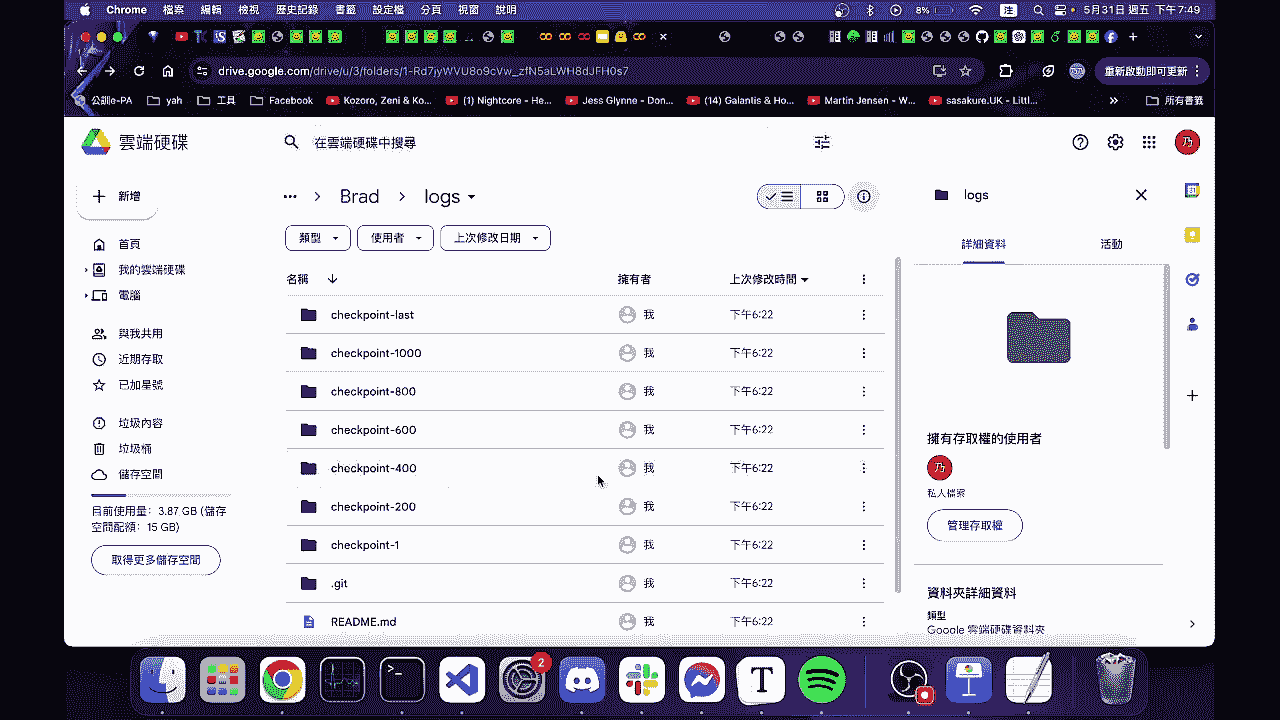 Chrome 檔案 編輯 檢視 歷史記錄 書籤 設定檔 分頁 視窗 說明 8% 注 5月31日 週五 下午7:49
drive.google.com/drive/u/3/folders/1-Rd7jyWVU8o9cVw_zfN5aLWH8dJFH0s7 重新啟動即可更新
公訓e-PA yah 工具 Facebook Kozoro, Zeni & Ko... (1) Nightcore - He... Jess Glynne - Don... (14) Galantis & Ho... Martin Jensen - W... sasakure.UK - Littl... » 所有書籤
雲端硬碟 在雲端硬碟中搜尋 乃
新增 ... Brad logs logs
類型 使用者 上次修改日期 詳細資料 活動
首頁
我的雲端硬碟
電腦
與我共用
近期存取
已加星號
垃圾內容
垃圾桶
儲存空間
目前使用量：3.87 GB (儲存
空間配額：15 GB)
取得更多儲存空間
名稱 擁有者 上次修改時間
checkpoint-last 我 下午6:22
checkpoint-1000 我 下午6:22
checkpoint-800 我 下午6:22
checkpoint-600 我 下午6:22
checkpoint-400 我 下午6:22
checkpoint-200 我 下午6:22
checkpoint-1 我 下午6:22
.git 我 下午6:22
README.md 我 下午6:22
擁有存取權的使用者
乃
私人檔案
管理存取權
資料夾詳細資料
類型
Google 雲端硬碟資料夾
2
T